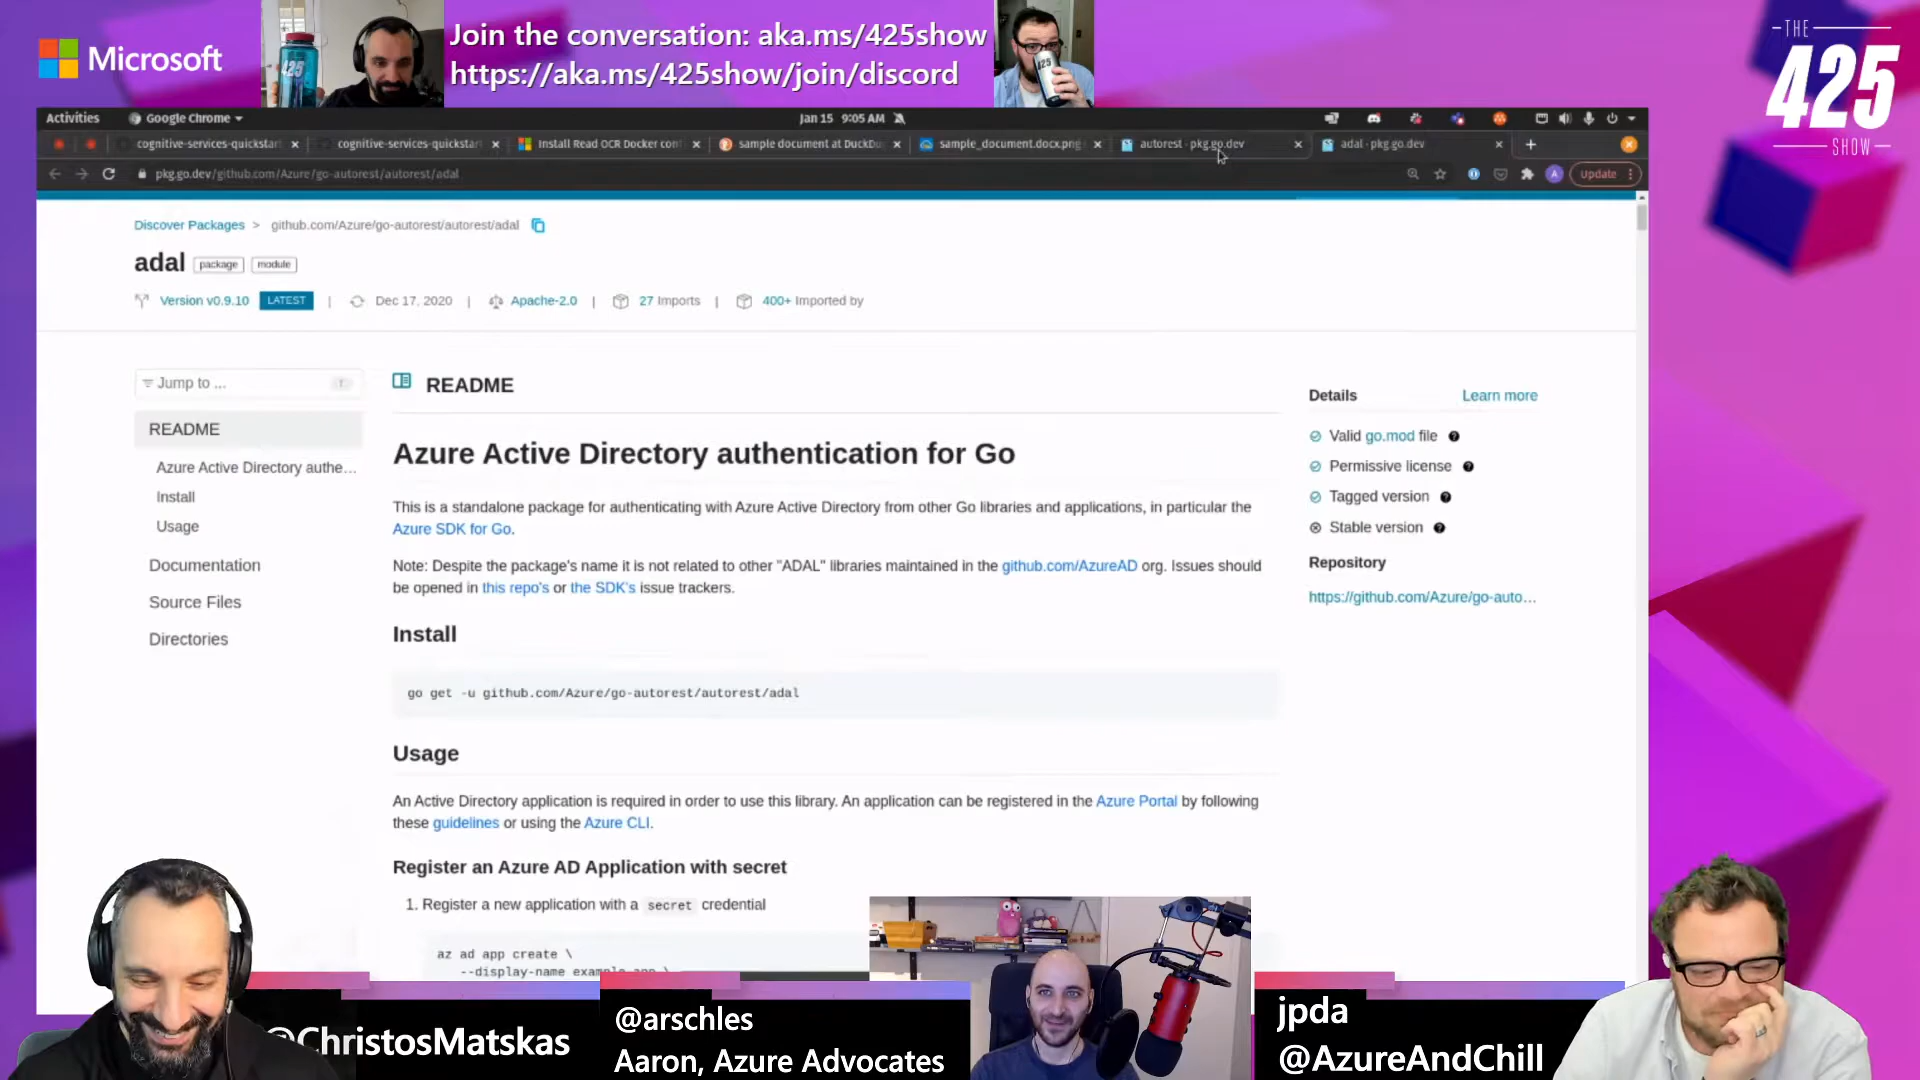 Microsoft
425
Join the conversation: aka.ms/425show
https://aka.ms/425show/join/discord
425
-THE-
425
SHOW
Activities
Google Chrome
Jan 15 9:05 AM
cognitive-services-quickstar
cognitive-services-quickstar
Install Read OCR Docker con
sample document at DuckDu
sample_document.docx.png
autorest · pkg.go.dev
adal · pkg.go.dev
pkg.go.dev/github.com/Azure/go-autorest/autorest/adal
A
Update
Discover Packages > github.com/Azure/go-autorest/autorest/adal
adal package module
Version v0.9.10 LATEST | Dec 17, 2020 | Apache-2.0 | 27 Imports | 400+ Imported by
Jump to ...
README
Azure Active Directory authe...
Install
Usage
Documentation
Source Files
Directories
README
Azure Active Directory authentication for Go
This is a standalone package for authenticating with Azure Active Directory from other Go libraries and applications, in particular the
Azure SDK for Go.
Note: Despite the package's name it is not related to other "ADAL" libraries maintained in the github.com/AzureAD org. Issues should
be opened in this repo's or the SDK's issue trackers.
Install
go get -u github.com/Azure/go-autorest/autorest/adal
Usage
An Active Directory application is required in order to use this library. An application can be registered in the Azure Portal by following
these guidelines or using the Azure CLI.
Register an Azure AD Application with secret
1. Register a new application with a secret credential
az ad app create \
--display-name example-app \
Details
Learn more
Valid go.mod file
Permissive license
Tagged version
Stable version
Repository
https://github.com/Azure/go-auto...
@ChristosMatskas
@arschles
Aaron, Azure Advocates
jpda
@AzureAndChill